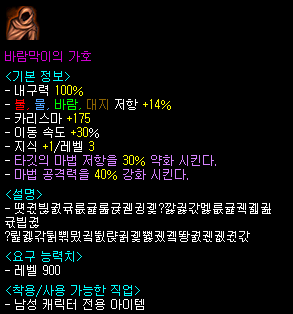 바람막이의 가호
<기본 정보>
- 내구력 100%
- 불, 물, 바람, 대지 저항 +14%
- 카리스마 +175
- 이동 속도 +30%
- 지식 +1/레벨 3
- 타깃의 마법 저항을 30% 약화 시킨다.
- 마법 공격력을 40% 강화 시킨다.
<설명>
<요구 능력치>
- 레벨 900
<착용/사용 가능한 직업>
- 남성 캐릭터 전용 아이템